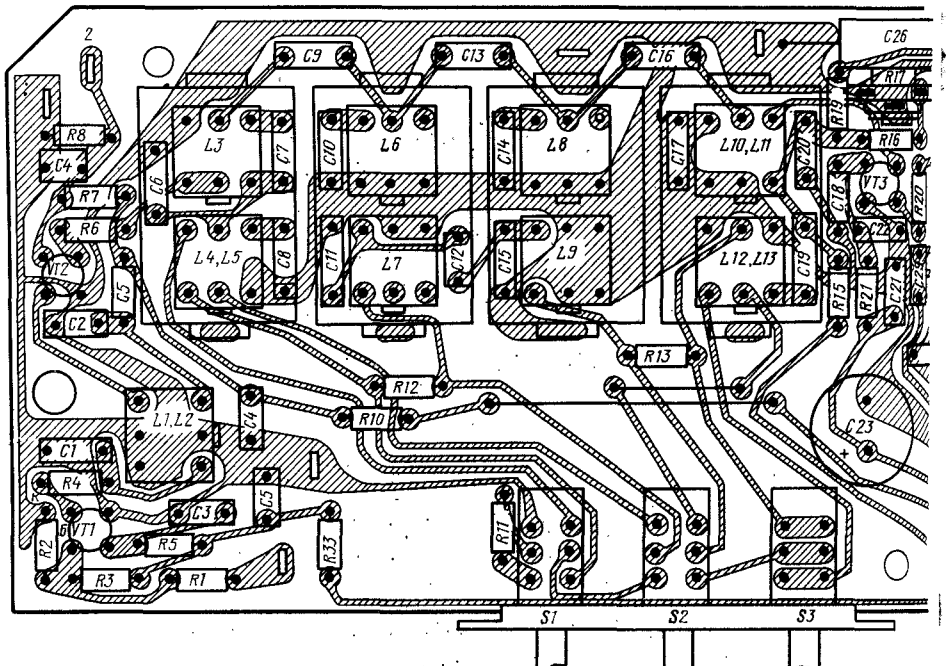 2
C9
C13
C16
C26
R17
R19
R8
C4
L3
C7
C10
L6
C14
L8
C17
L10,L11
C20
R16
C6
R7
C18
VT3
R20
R6
C22
VT2
L4,L5
C8
C11
L7
C12
C15
L9
L12,L13
C19
C5
R15
R21
C21
C2
R13
R12
L1,L2
C4
R10
C23
+
C1
R4
C5
C3
R2
б
VT1
R5
R11
R33
R3
R1
S1
S2
S3